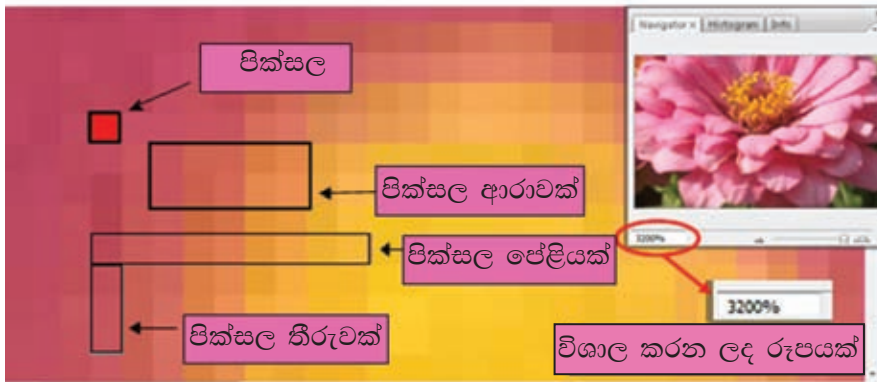 Navigator x Histogram Info
පික්සල
පික්සල ආරාවක්
පික්සල පේළියක්
3200%
3200%
පික්සල තීරුවක්
විශාල කරන ලද රූපයක්